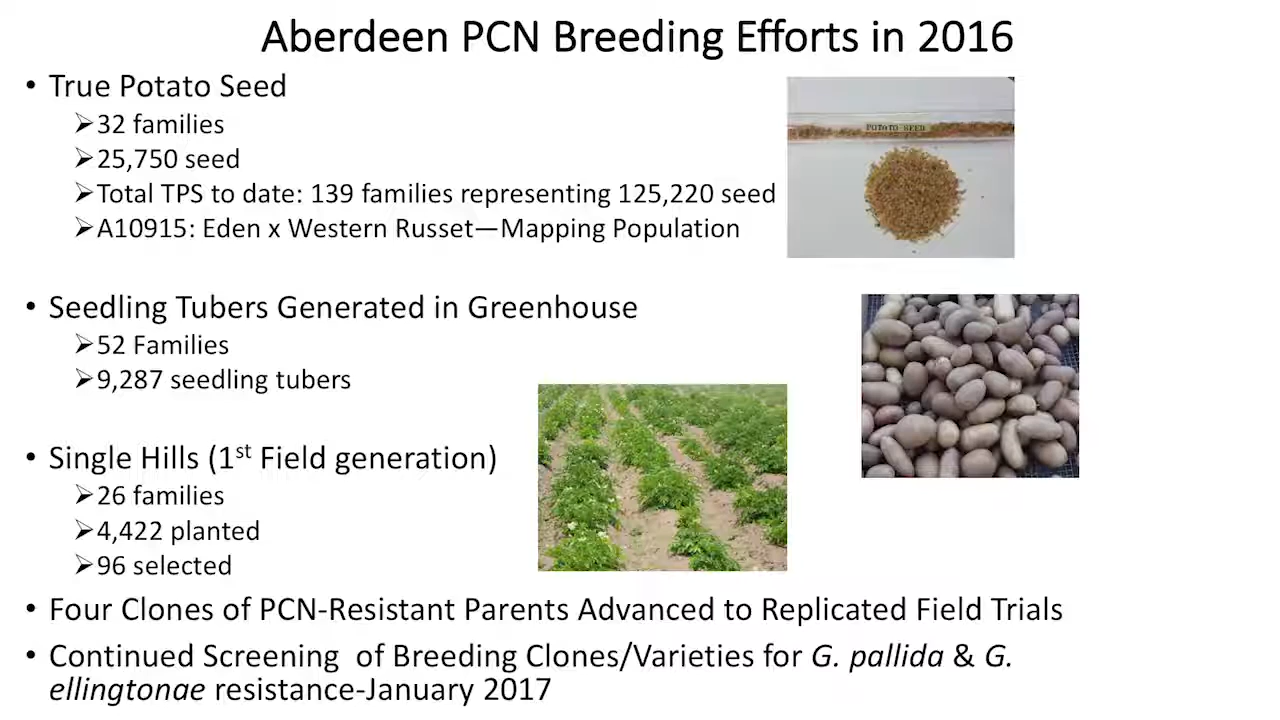 Aberdeen PCN Breeding Efforts in 2016
• True Potato Seed
➢32 families
➢25,750 seed
➢Total TPS to date: 139 families representing 125,220 seed
➢A10915: Eden x Western Russet—Mapping Population
POTATO SEED
• Seedling Tubers Generated in Greenhouse
➢52 Families
➢9,287 seedling tubers
• Single Hills (1st Field generation)
➢26 families
➢4,422 planted
➢96 selected
• Four Clones of PCN-Resistant Parents Advanced to Replicated Field Trials
• Continued Screening of Breeding Clones/Varieties for G. pallida & G.
ellingtonae resistance-January 2017